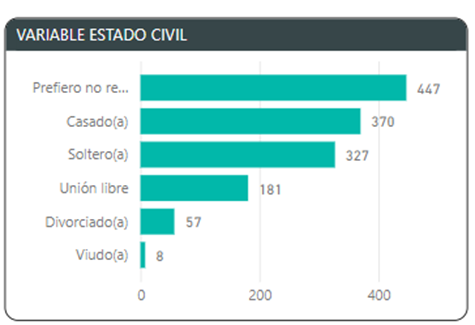 VARIABLE ESTADO CIVIL
Prefiero no re... 447
Casado(a) 370
Soltero(a) 327
Unión libre 181
Divorciado(a) 57
Viudo(a) 8
0 200 400